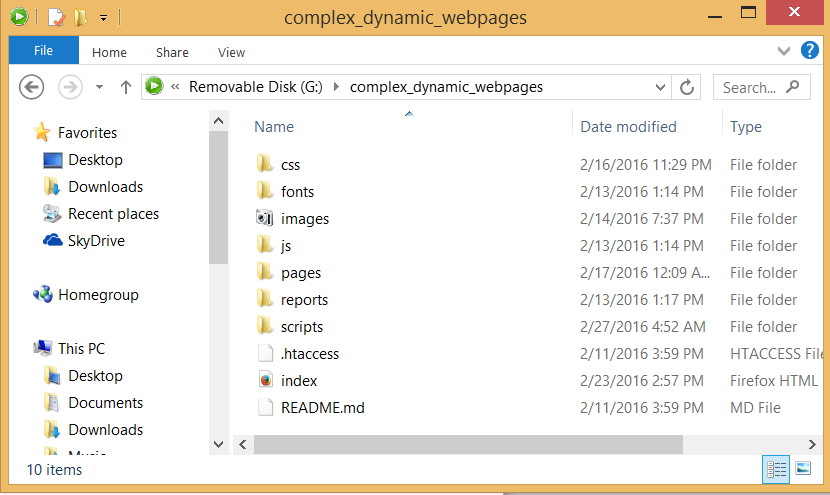 complex_dynamic_webpages
File Home Share View
« Removable Disk (G:) complex_dynamic_webpages Search...
Favorites
Desktop
Downloads
Recent places
SkyDrive
Homegroup
This PC
Desktop
Documents
Downloads
Music
Name Date modified Type
css 2/16/2016 11:29 PM File folder
fonts 2/13/2016 1:14 PM File folder
images 2/14/2016 7:37 PM File folder
js 2/13/2016 1:14 PM File folder
pages 2/17/2016 12:09 A... File folder
reports 2/13/2016 1:17 PM File folder
scripts 2/27/2016 4:52 AM File folder
.htaccess 2/11/2016 3:59 PM HTACCESS File
index 2/23/2016 2:57 PM Firefox HTML
README.md 2/11/2016 3:59 PM MD File
10 items